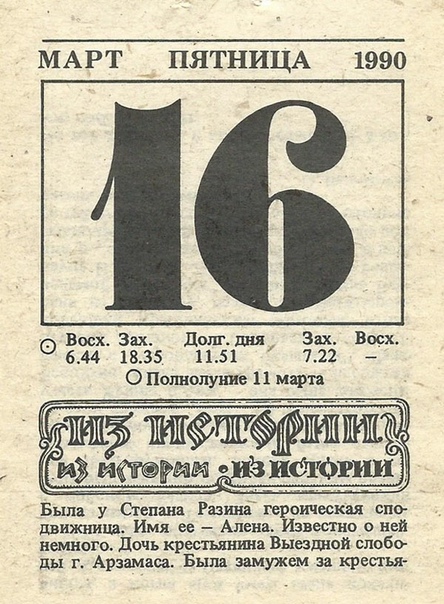 МАРТ ПЯТНИЦА 1990
16
Восх. Зах. Долг. дня Зах. Восх.
6.44 18.35 11.51 7.22 –
Полнолуние 11 марта
ИЗ ИСТОРИИ
ИЗ ИСТОРИИ • ИЗ ИСТОРИИ
Была у Степана Разина героическая спо-
движница. Имя ее – Алена. Известно о ней
немного. Дочь крестьянина Выездной слобо-
ды г. Арзамаса. Была замужем за крестья-